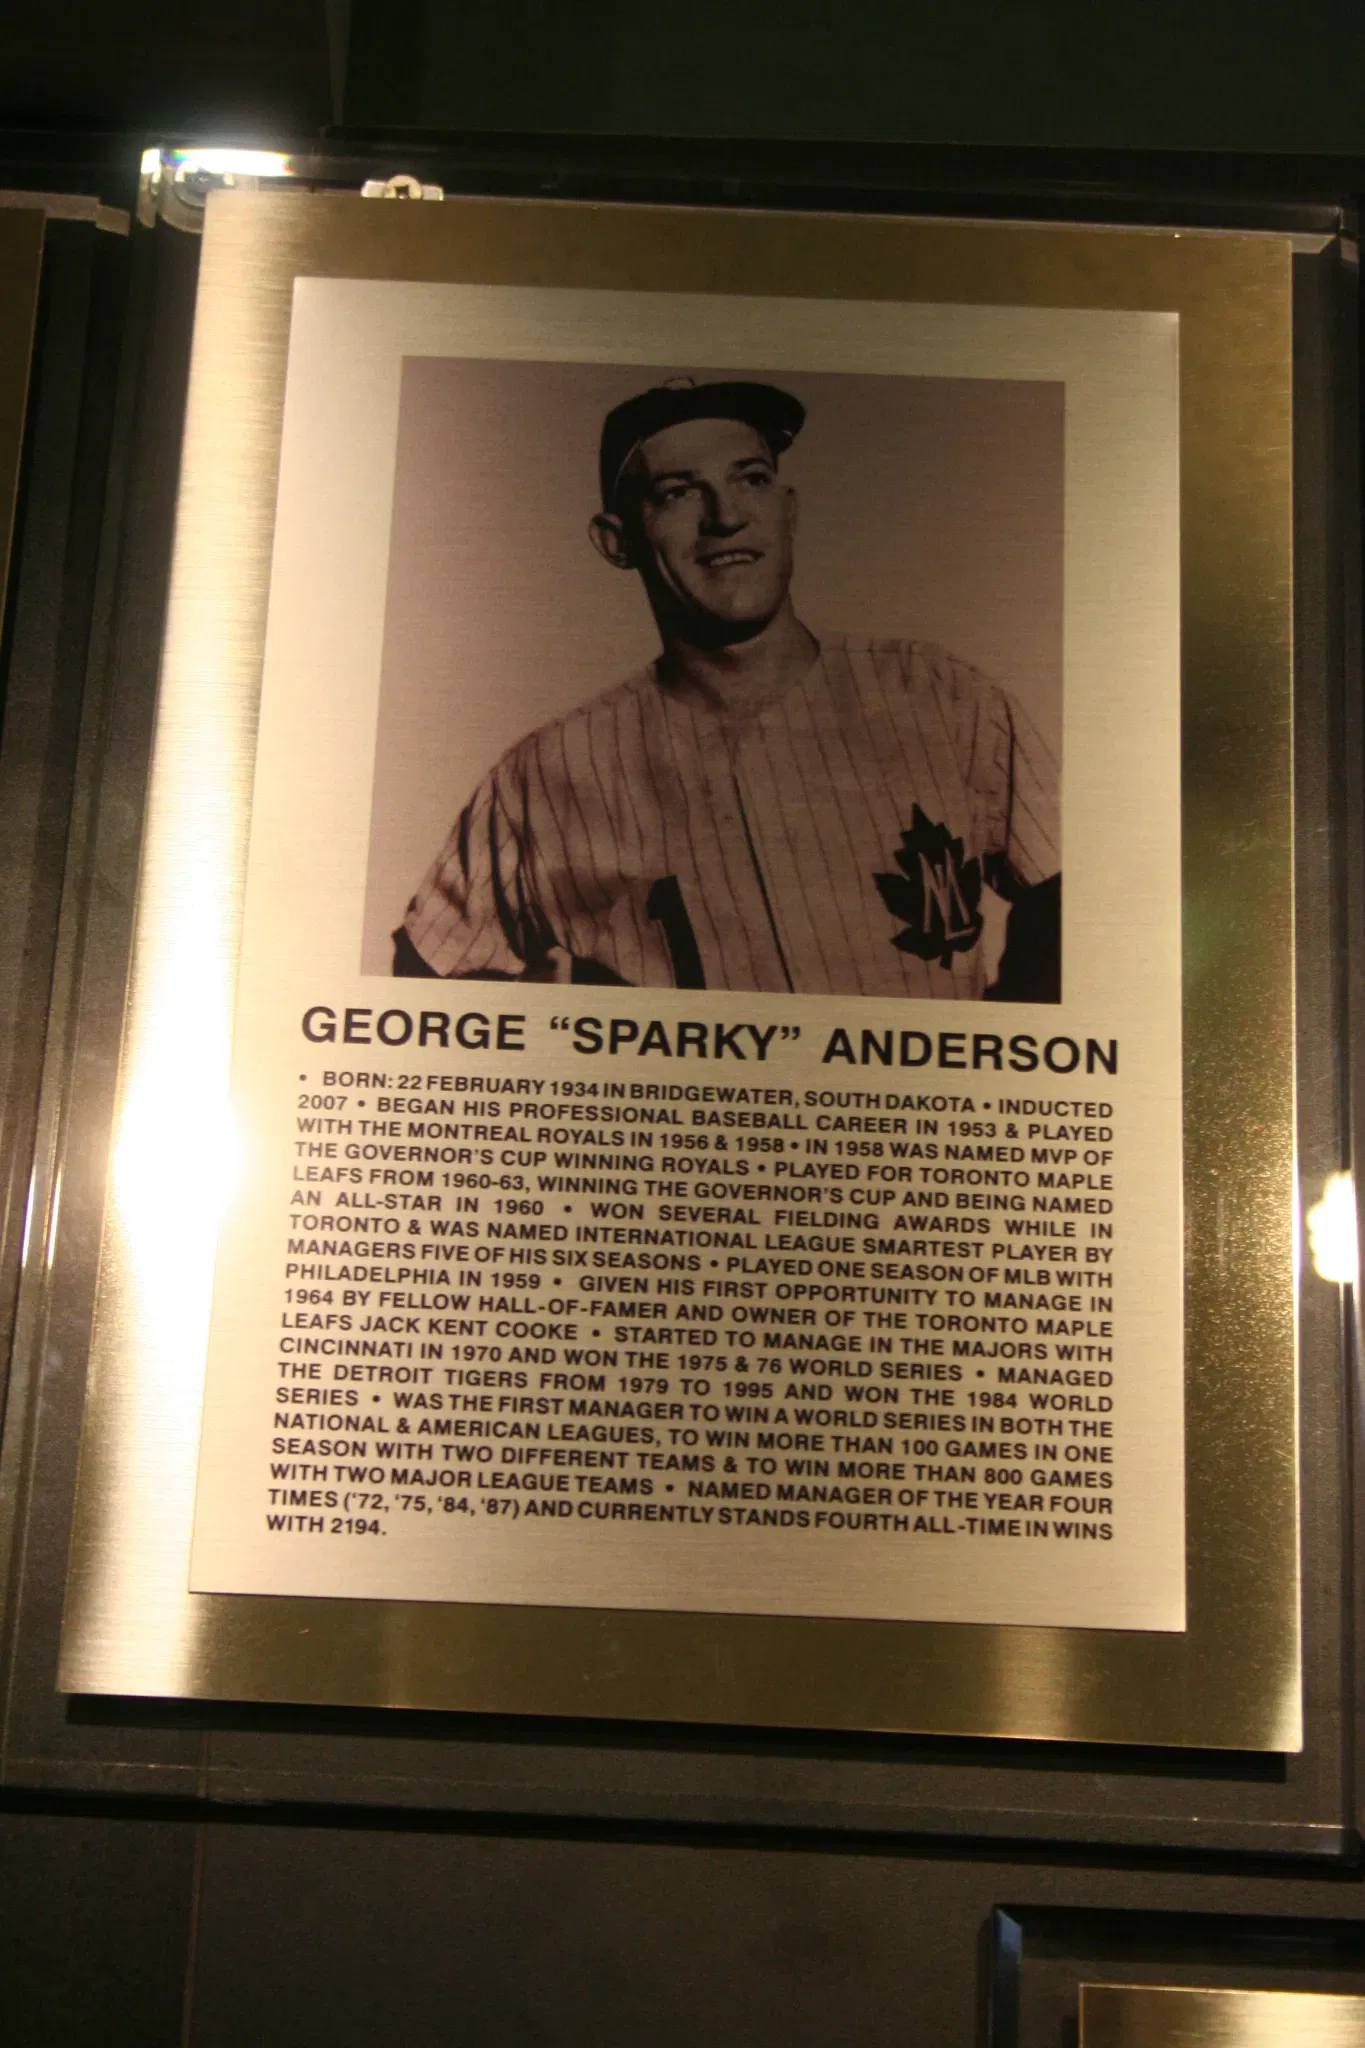 1
ML
GEORGE “SPARKY” ANDERSON
• BORN: 22 FEBRUARY 1934 IN BRIDGEWATER, SOUTH DAKOTA • INDUCTED
2007 • BEGAN HIS PROFESSIONAL BASEBALL CAREER IN 1953 & PLAYED
WITH THE MONTREAL ROYALS IN 1956 & 1958 • IN 1958 WAS NAMED MVP OF
THE GOVERNOR'S CUP WINNING ROYALS • PLAYED FOR TORONTO MAPLE
LEAFS FROM 1960-63, WINNING THE GOVERNOR'S CUP AND BEING NAMED
AN ALL-STAR IN 1960 • WON SEVERAL FIELDING AWARDS WHILE IN
TORONTO & WAS NAMED INTERNATIONAL LEAGUE SMARTEST PLAYER BY
MANAGERS FIVE OF HIS SIX SEASONS • PLAYED ONE SEASON OF MLB WITH
PHILADELPHIA IN 1959 • GIVEN HIS FIRST OPPORTUNITY TO MANAGE IN
1964 BY FELLOW HALL-OF-FAMER AND OWNER OF THE TORONTO MAPLE
LEAFS JACK KENT COOKE • STARTED TO MANAGE IN THE MAJORS WITH
CINCINNATI IN 1970 AND WON THE 1975 & 76 WORLD SERIES • MANAGED
THE DETROIT TIGERS FROM 1979 TO 1995 AND WON THE 1984 WORLD
SERIES • WAS THE FIRST MANAGER TO WIN A WORLD SERIES IN BOTH THE
NATIONAL & AMERICAN LEAGUES, TO WIN MORE THAN 100 GAMES IN ONE
SEASON WITH TWO DIFFERENT TEAMS & TO WIN MORE THAN 800 GAMES
WITH TWO MAJOR LEAGUE TEAMS • NAMED MANAGER OF THE YEAR FOUR
TIMES (‘72, ‘75, ‘84, ‘87) AND CURRENTLY STANDS FOURTH ALL-TIME IN WINS
WITH 2194.